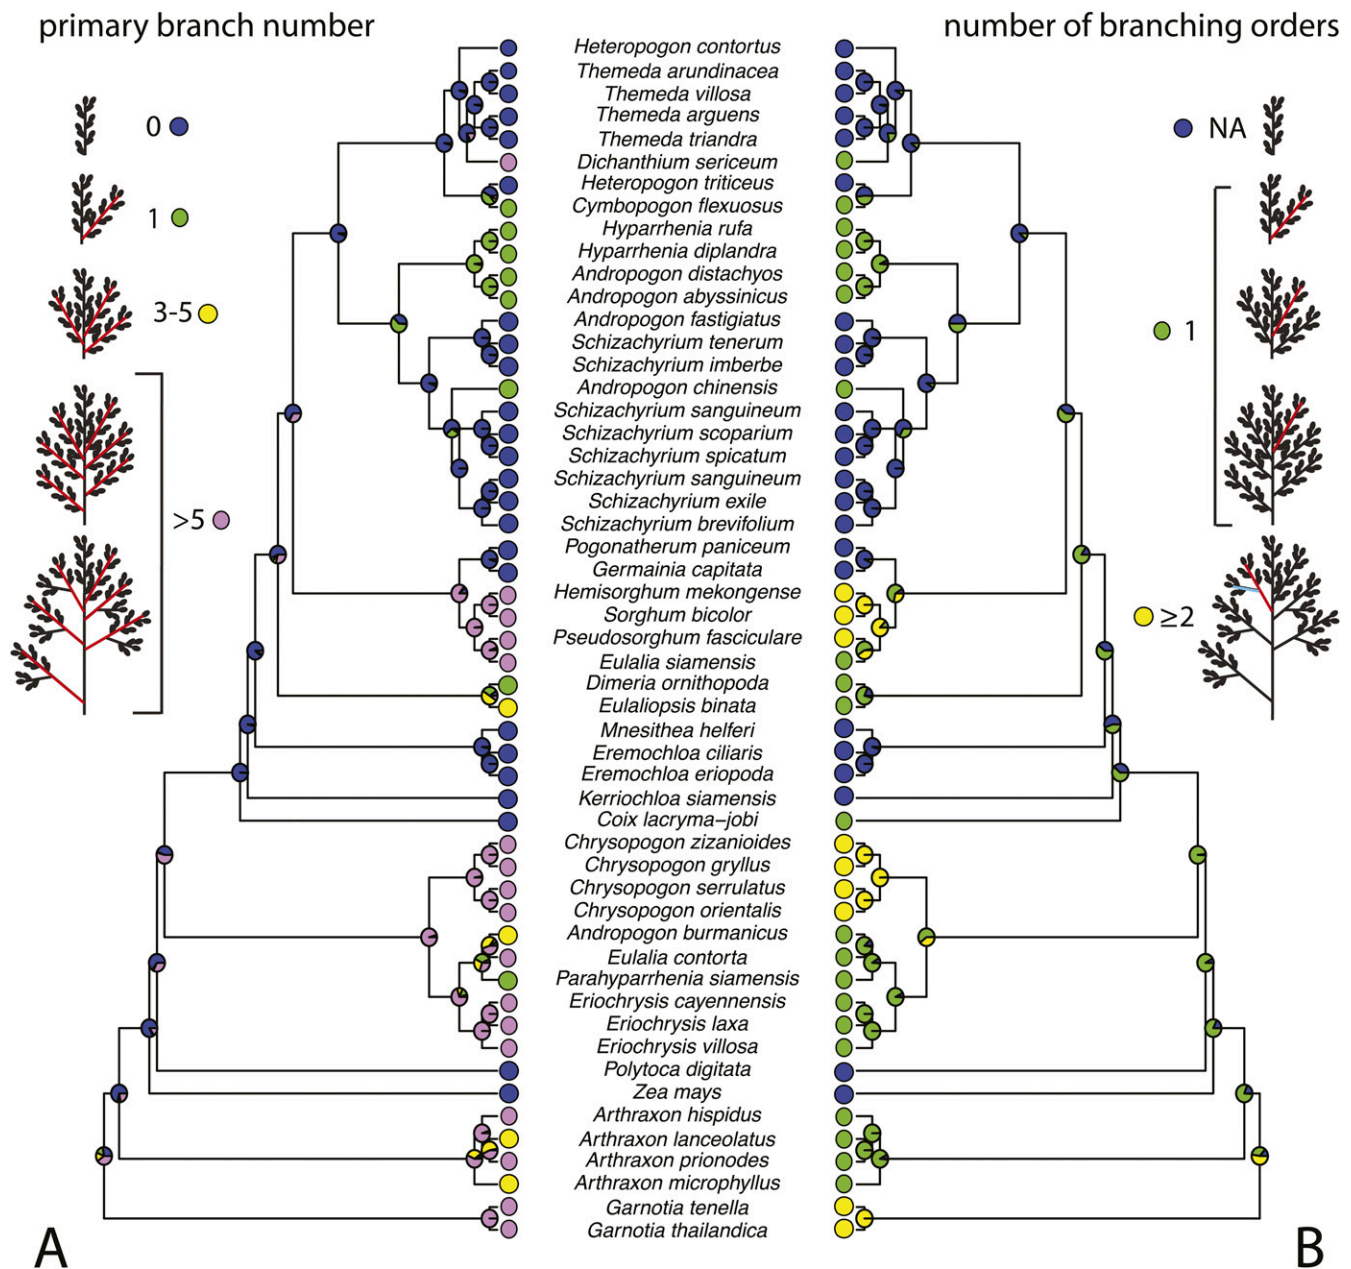 primary branch number
number of branching orders
0
1
3-5
>5
Heteropogon contortus
Themeda arundinacea
Themeda villosa
Themeda arguens
Themeda triandra
Dichanthium sericeum
Heteropogon triticeus
Cymbopogon flexuosus
Hyparrhenia rufa
Hyparrhenia diplandra
Andropogon distachyos
Andropogon abyssinicus
Andropogon fastigiatus
Schizachyrium tenerum
Schizachyrium imberbe
Andropogon chinensis
Schizachyrium sanguineum
Schizachyrium scoparium
Schizachyrium spicatum
Schizachyrium sanguineum
Schizachyrium exile
Schizachyrium brevifolium
Pogonatherum paniceum
Germainia capitata
Hemisorghum mekongense
Sorghum bicolor
Pseudosorghum fasciculare
Eulalia siamensis
Dimeria ornithopoda
Eulaliopsis binata
Mnesithea helferi
Eremochloa ciliaris
Eremochloa eriopoda
Kerriochloa siamensis
Coix lacryma–jobi
Chrysopogon zizanioides
Chrysopogon gryllus
Chrysopogon serrulatus
Chrysopogon orientalis
Andropogon burmanicus
Eulalia contorta
Parahyparrhenia siamensis
Eriochrysis cayennensis
Eriochrysis laxa
Eriochrysis villosa
Polytoca digitata
Zea mays
Arthraxon hispidus
Arthraxon lanceolatus
Arthraxon prionodes
Arthraxon microphyllus
Garnotia tenella
Garnotia thailandica
NA
1
≥2
A
B